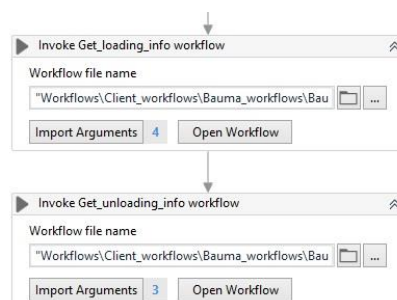 Invoke Get_loading_info workflow
Workflow file name
"Workflows\Client_workflows\Bauma_workflows\Bau
...
Import Arguments 4 Open Workflow
Invoke Get_unloading_info workflow
Workflow file name
"Workflows\Client_workflows\Bauma_workflows\Bau
...
Import Arguments 3 Open Workflow